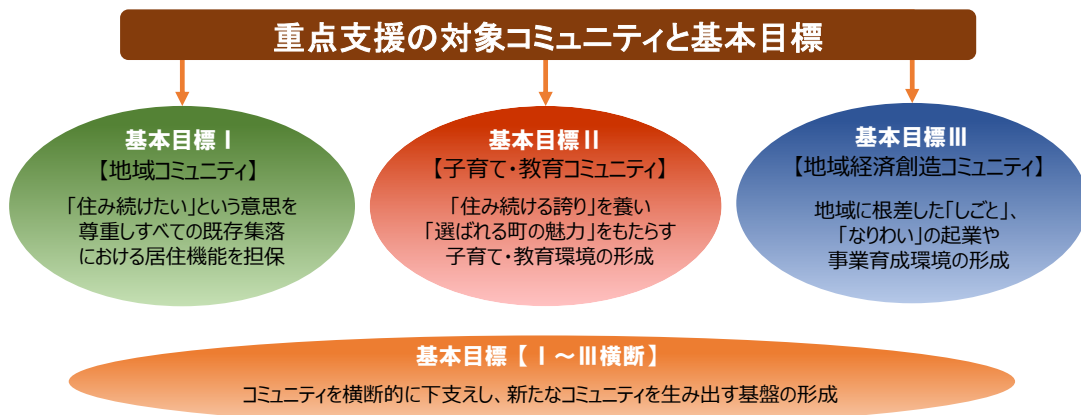 重点支援の対象コミュニティと基本目標
基本目標Ⅰ
【地域コミュニティ】
「住み続けたい」という意思を
尊重しすべての既存集落
における居住機能を担保
基本目標Ⅱ
【子育て・教育コミュニティ】
「住み続ける誇り」を養い
「選ばれる町の魅力」をもたらす
子育て・教育環境の形成
基本目標Ⅲ
【地域経済創造コミュニティ】
地域に根差した「しごと」、
「なりわい」の起業や
事業育成環境の形成
基本目標【Ⅰ～Ⅲ横断】
コミュニティを横断的に下支えし、新たなコミュニティを生み出す基盤の形成